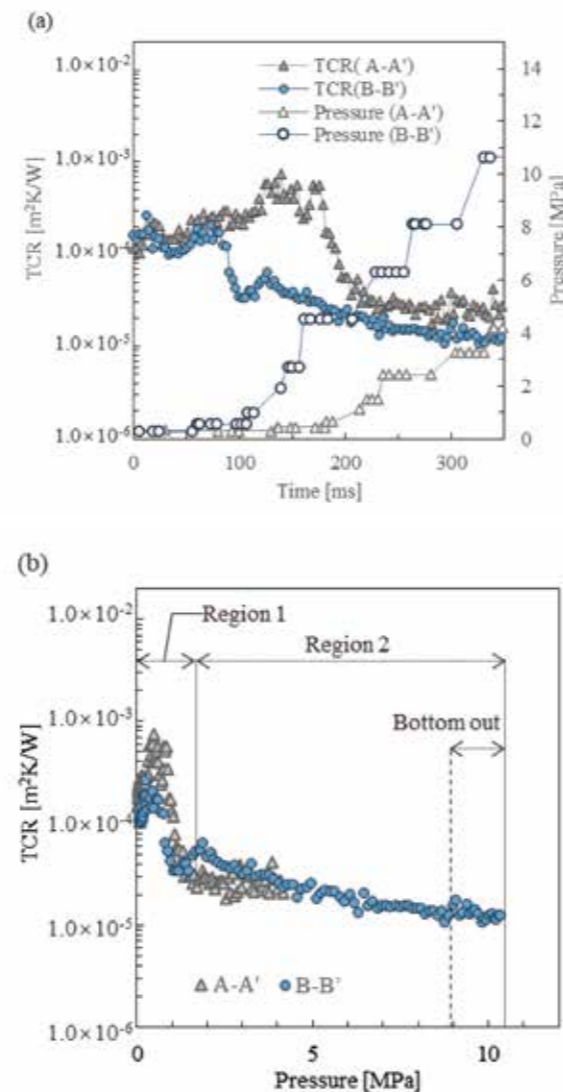 (a)
1.0×10⁻²
1.0×10⁻³
1.0×10⁻⁴
1.0×10⁻⁵
1.0×10⁻⁶
TCR [m²K/W]
TCR( A-A')
TCR(B-B')
Pressure (A-A')
Pressure (B-B')
14
12
10
8
6
4
2
0
Pressure [MPa]
0 100 200 300
Time [ms]
(b)
1.0×10⁻²
1.0×10⁻³
1.0×10⁻⁴
1.0×10⁻⁵
1.0×10⁻⁶
TCR [m²K/W]
Region 1
Region 2
Bottom out
A-A' B-B'
0 5 10
Pressure [MPa]